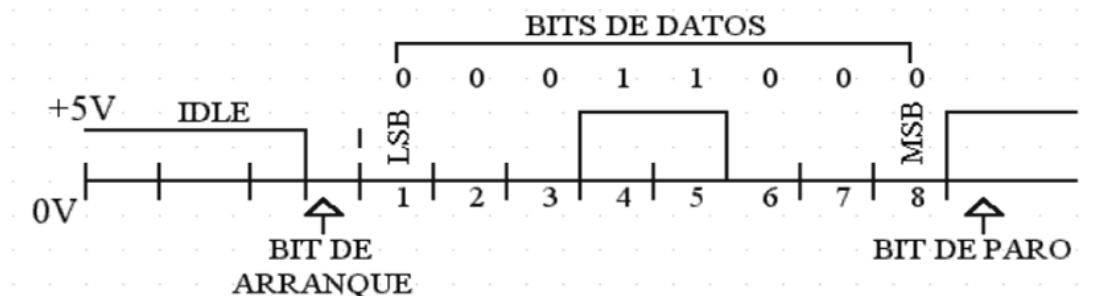 BITS DE DATOS
0 0 0 1 1 0 0 0
+5V IDLE LSB MSB
0V 1 2 3 4 5 6 7 8
BIT DE ARRANQUE
BIT DE PARO